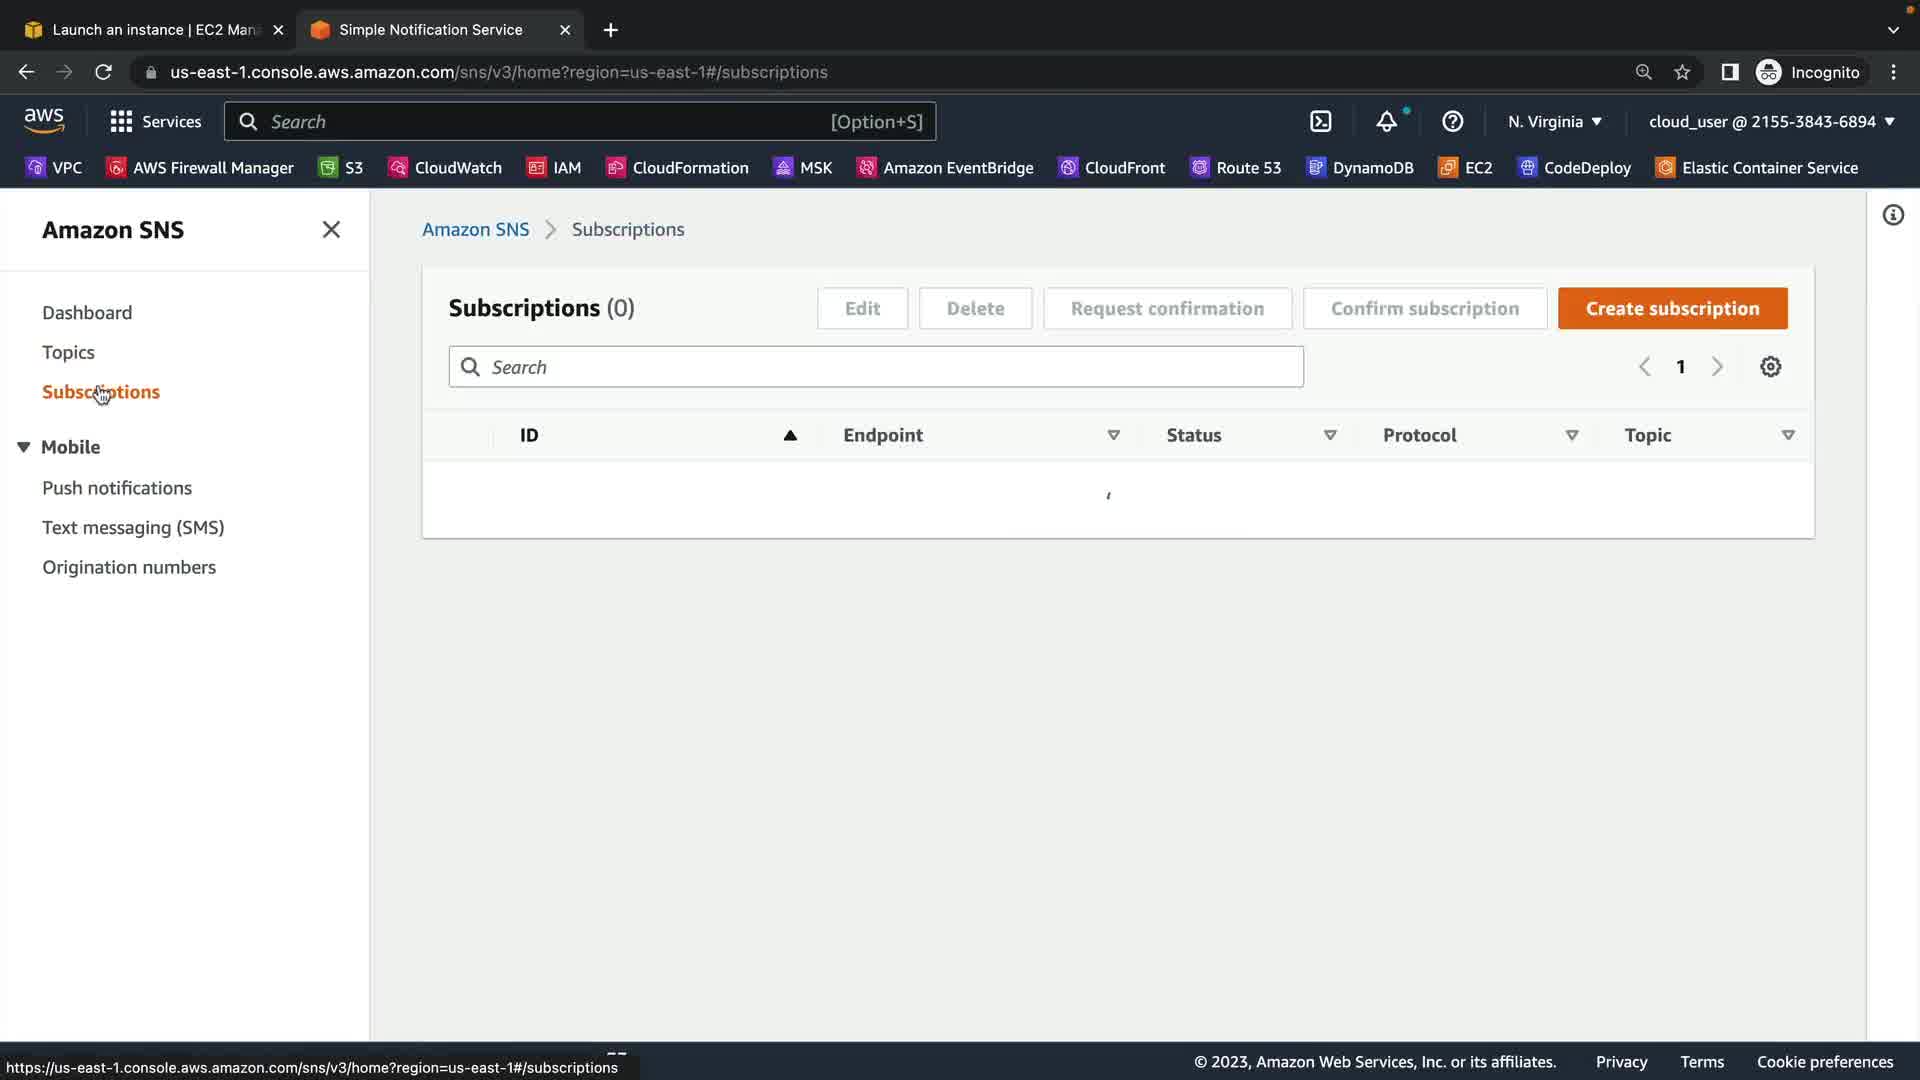 Launch an instance | EC2 Man
Simple Notification Service
us-east-1.console.aws.amazon.com/sns/v3/home?region=us-east-1#/subscriptions
Incognito
aws
Services
Search
[Option+S]
N. Virginia
cloud_user @ 2155-3843-6894
VPC
AWS Firewall Manager
S3
CloudWatch
IAM
CloudFormation
MSK
Amazon EventBridge
CloudFront
Route 53
DynamoDB
EC2
CodeDeploy
Elastic Container Service
Amazon SNS
Dashboard
Topics
Subscriptions
Mobile
Push notifications
Text messaging (SMS)
Origination numbers
Amazon SNS
Subscriptions
Subscriptions (0)
Edit
Delete
Request confirmation
Confirm subscription
Create subscription
Search
1
ID
Endpoint
Status
Protocol
Topic
https://us-east-1.console.aws.amazon.com/sns/v3/home?region=us-east-1#/subscriptions
© 2023, Amazon Web Services, Inc. or its affiliates.
Privacy
Terms
Cookie preferences